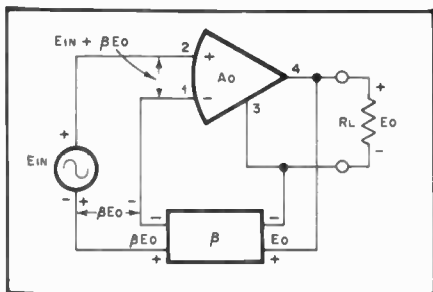 EIN + βEO
2
+
AO
4
1
−
3
+
RL
EO
−
+
EIN
− +
βEO
−
−
−
βEO
β
EO
+
+